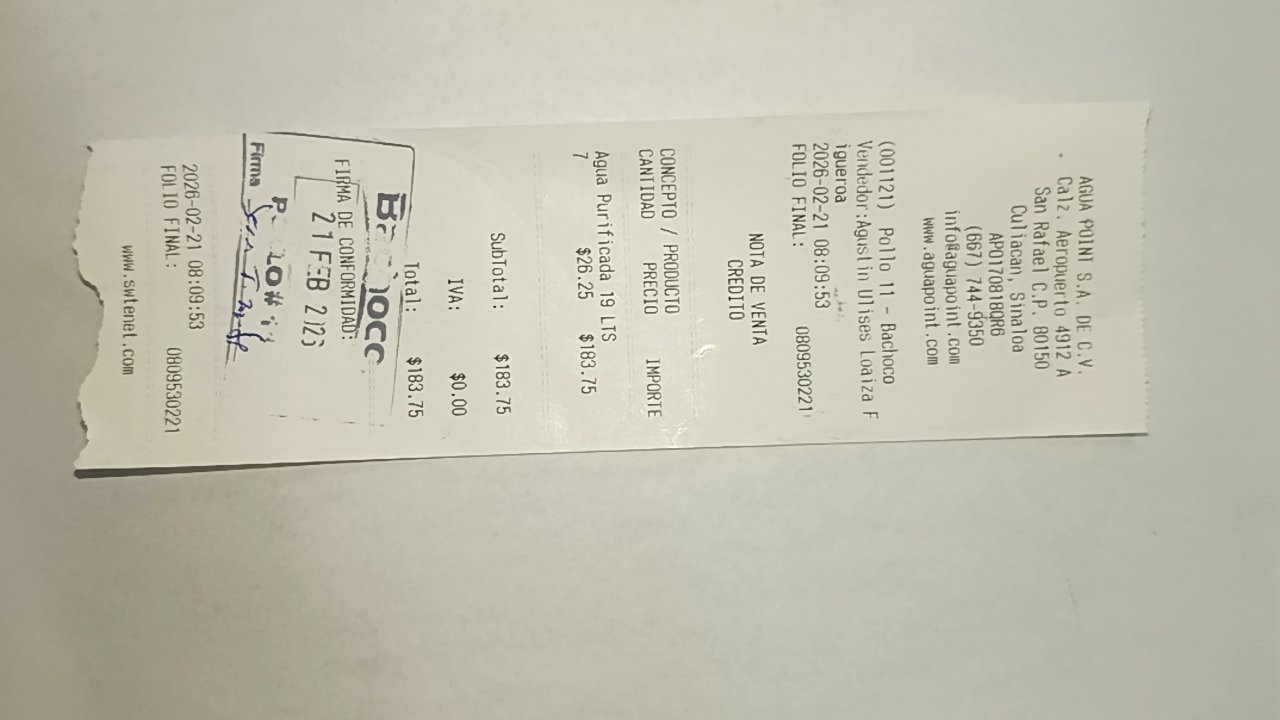 AGUA POINT S.A. DE C.V.
Calz. Aeropuerto 4912 A
San Rafael C.P. 80150
Culiacan, Sinaloa
APO170818QR6
(667) 744-9350
info@aguapoint.com
www.aguapoint.com
(001121) Pollo 11 - Bachoco
Vendedor:Agustin Ulises Loaiza F
igueroa
2026-02-21 08:09:53
FOLIO FINAL: 0809530221
NOTA DE VENTA
CREDITO
CONCEPTO / PRODUCTO
CANTIDAD PRECIO IMPORTE
Agua Purificada 19 LTS
7 $26.25 $183.75
SubTotal: $183.75
IVA: $0.00
Total: $183.75
FIRMA DE CONFORMIDAD:
21 FEB
Firma
2026-02-21 08:09:53
FOLIO FINAL: 0809530221
www.swtenet.com